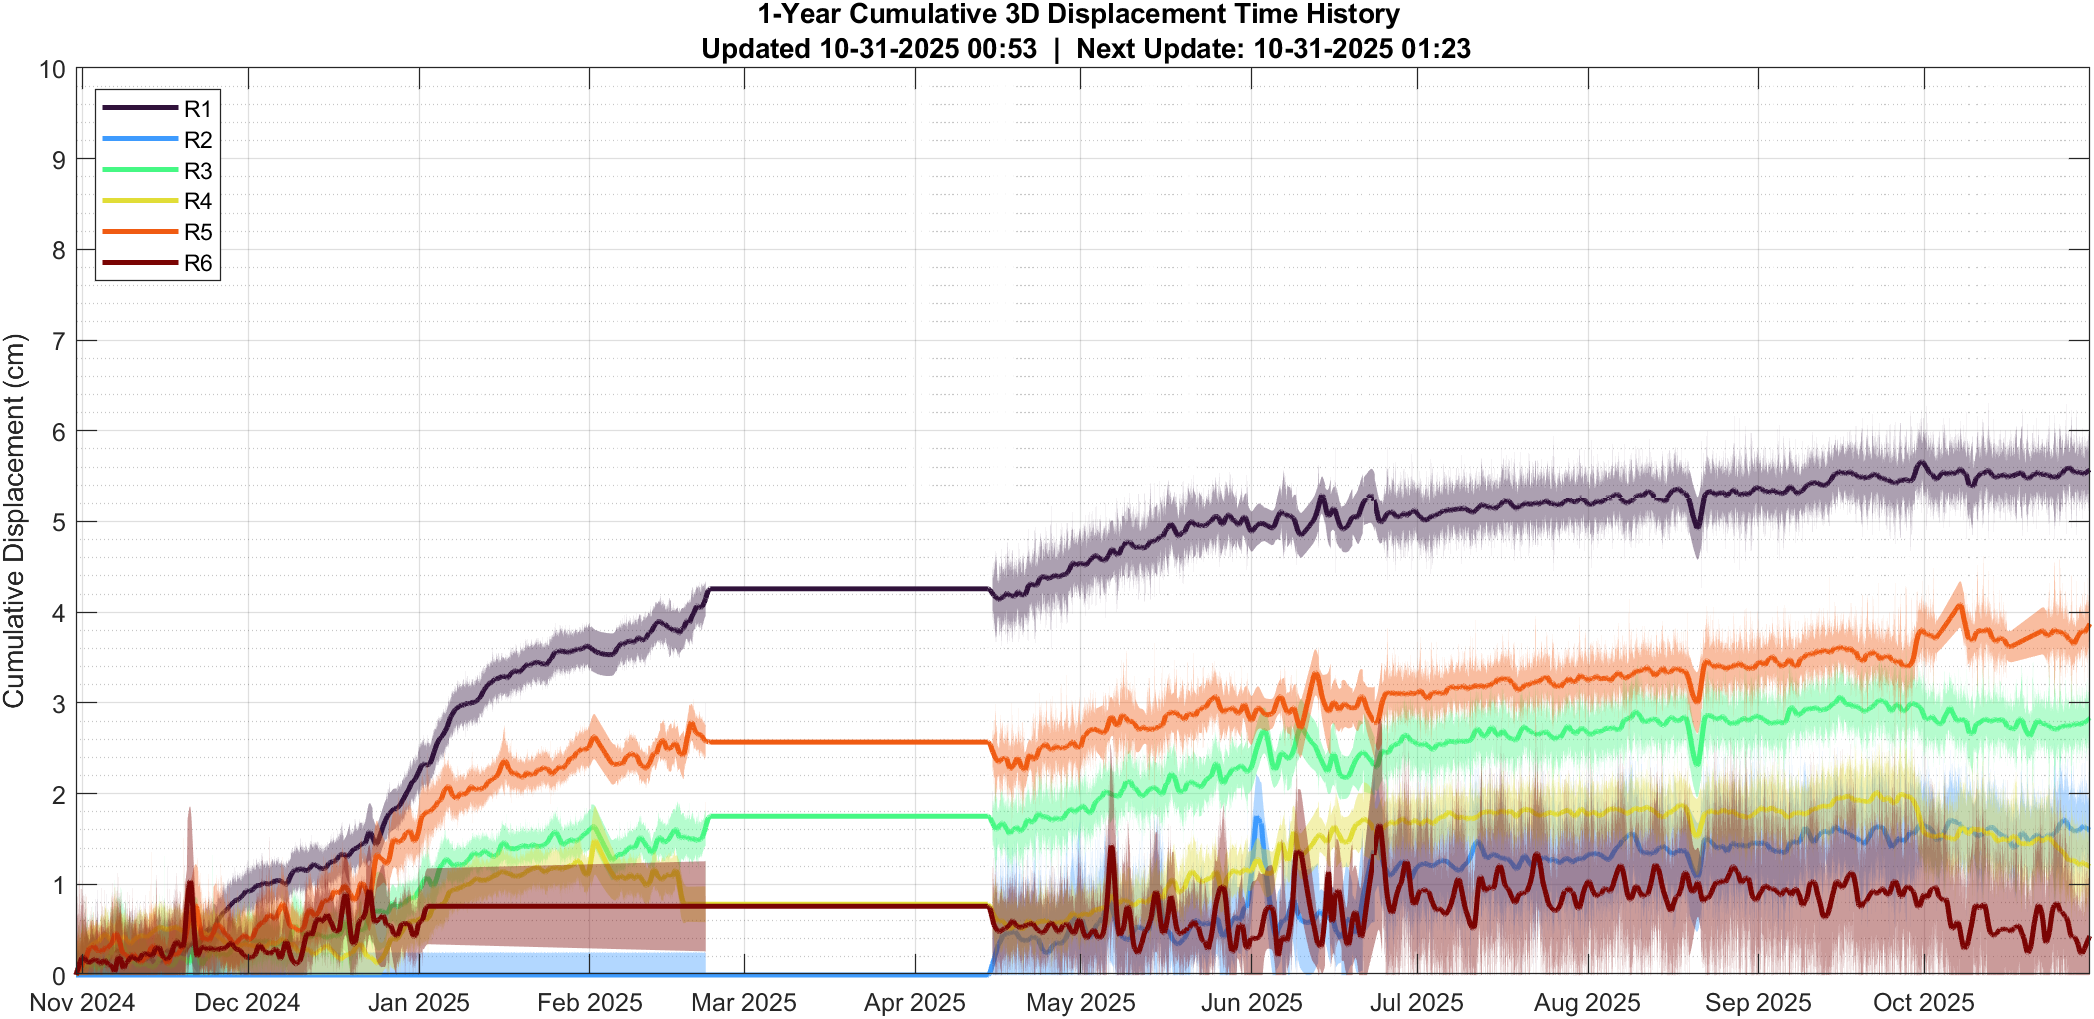 1-Year Cumulative 3D Displacement Time History
Updated 10-31-2025 00:53 | Next Update: 10-31-2025 01:23
Cumulative Displacement (cm)
10
9
8
7
6
5
4
3
2
1
0
R1
R2
R3
R4
R5
R6
Nov 2024 Dec 2024 Jan 2025 Feb 2025 Mar 2025 Apr 2025 May 2025 Jun 2025 Jul 2025 Aug 2025 Sep 2025 Oct 2025